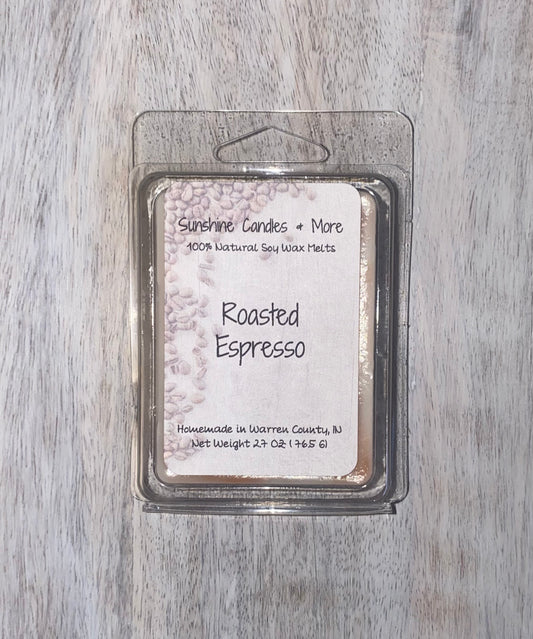 Sunshine Candles & More
100% Natural Soy Wax Melts
Roasted
Espresso
Homemade in Warren County, IN
Net Weight 2.7 OZ (76.5 G)